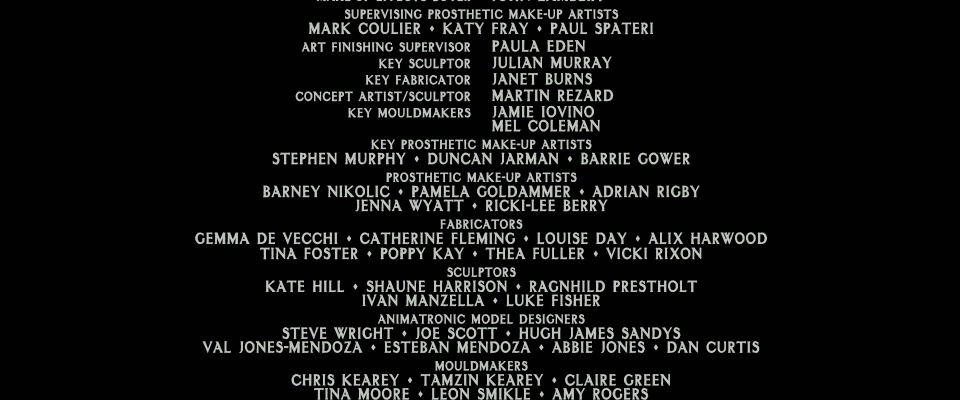 SUPERVISING PROSTHETIC MAKE-UP ARTISTS
MARK COULIER • KATY FRAY • PAUL SPATERI
ART FINISHING SUPERVISOR PAULA EDEN
KEY SCULPTOR JULIAN MURRAY
KEY FABRICATOR JANET BURNS
CONCEPT ARTIST/SCULPTOR MARTIN REZARD
KEY MOULDMAKERS JAMIE IOVINO
MEL COLEMAN
KEY PROSTHETIC MAKE-UP ARTISTS
STEPHEN MURPHY • DUNCAN JARMAN • BARRIE GOWER
PROSTHETIC MAKE-UP ARTISTS
BARNEY NIKOLIC • PAMELA GOLDAMMER • ADRIAN RIGBY
JENNA WYATT • RICKI-LEE BERRY
FABRICATORS
GEMMA DE VECCHI • CATHERINE FLEMING • LOUISE DAY • ALIX HARWOOD
TINA FOSTER • POPPY KAY • THEA FULLER • VICKI RIXON
SCULPTORS
KATE HILL • SHAUNE HARRISON • RAGNHILD PRESTHOLT
IVAN MANZELLA • LUKE FISHER
ANIMATRONIC MODEL DESIGNERS
STEVE WRIGHT • JOE SCOTT • HUGH JAMES SANDYS
VAL JONES-MENDOZA • ESTEBAN MENDOZA • ABBIE JONES • DAN CURTIS
MOULDMAKERS
CHRIS KEAREY • TAMZIN KEAREY • CLAIRE GREEN
TINA MOORE • LEON SMIKLE • AMY ROGERS